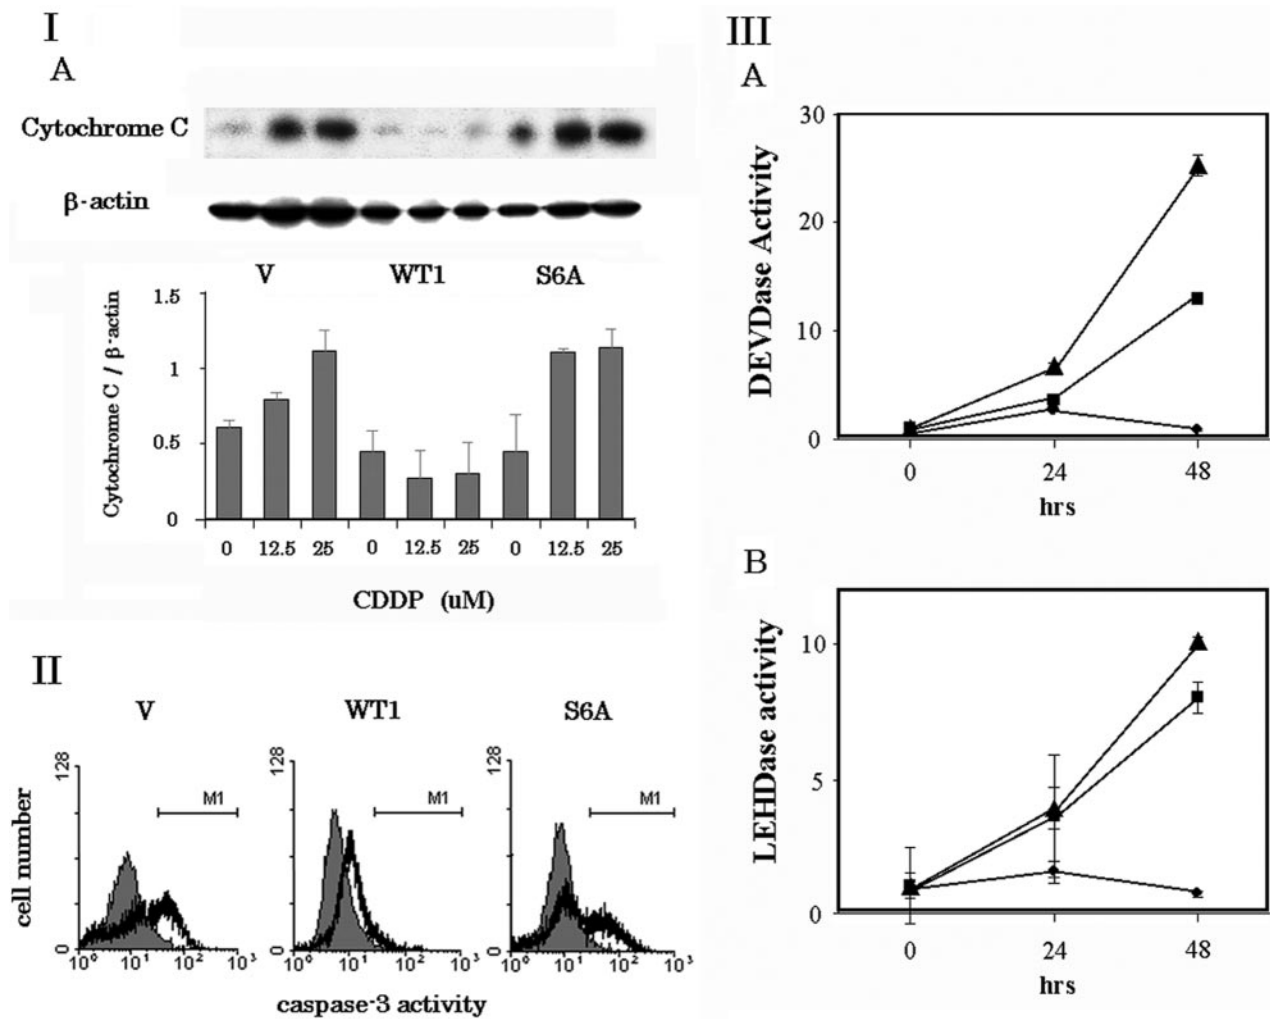 I
A
Cytochrome C
β-actin
V WT1 S6A
Cytochrome C / β-actin
1.5
1
0.5
0
0 12.5 25 0 12.5 25 0 12.5 25
CDDP (uM)
II
V WT1 S6A
cell number
128
0
M1
10⁰ 10¹ 10² 10³
128
0
M1
10⁰ 10¹ 10² 10³
128
0
M1
10⁰ 10¹ 10² 10³
caspase-3 activity
III
A
DEVDase Activity
30
20
10
0
0 24 48
hrs
B
LEHDase activity
10
5
0
0 24 48
hrs